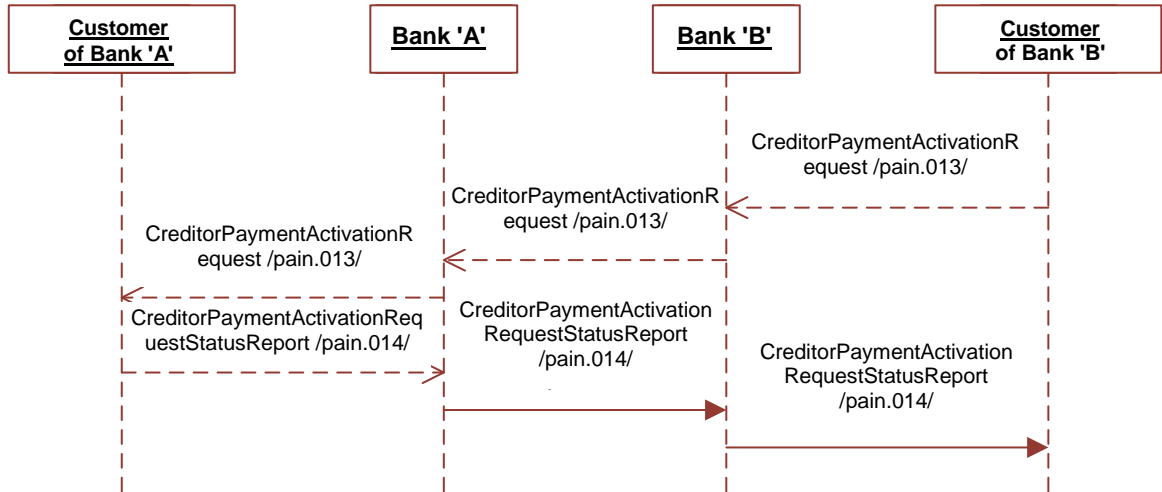 Customer
of Bank 'A'
Bank 'A'
Bank 'B'
Customer
of Bank 'B'
CreditorPaymentActivationR
equest /pain.013/
CreditorPaymentActivationR
equest /pain.013/
CreditorPaymentActivationR
equest /pain.013/
CreditorPaymentActivationReq
uestStatusReport /pain.014/
CreditorPaymentActivation
RequestStatusReport
/pain.014/
CreditorPaymentActivation
RequestStatusReport
/pain.014/